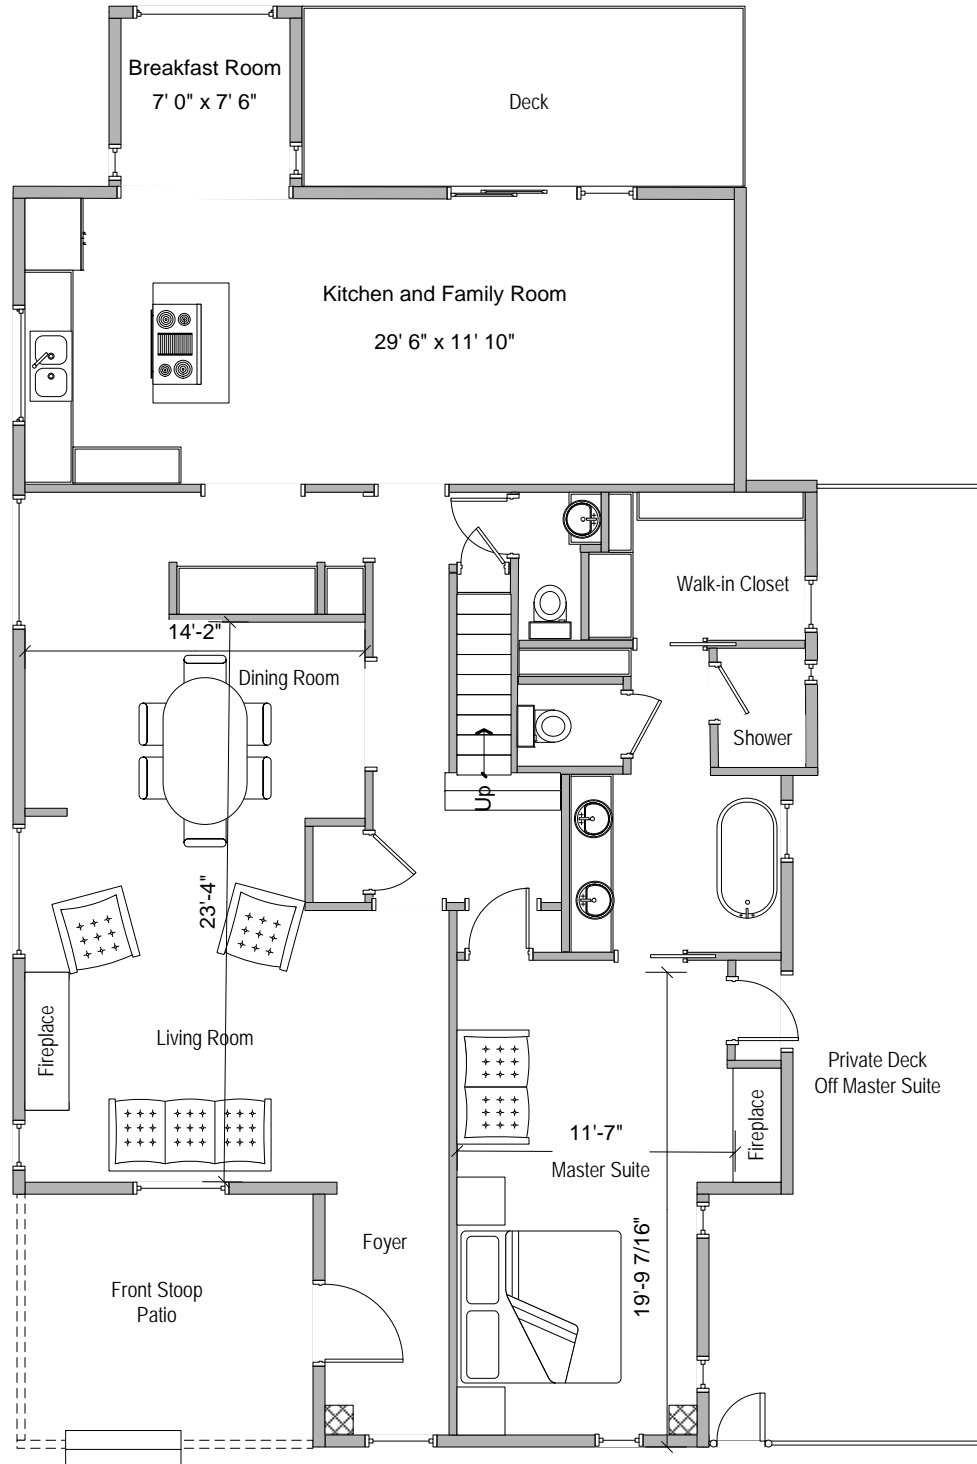 Breakfast Room
7' 0" x 7' 6"
Deck
Kitchen and Family Room
29' 6" x 11' 10"
Walk-in Closet
14'-2"
Dining Room
Shower
Up
23'-4"
Living Room
Fireplace
Private Deck
Off Master Suite
Fireplace
11'-7"
Master Suite
Foyer
19'-9 7/16"
Front Stoop
Patio